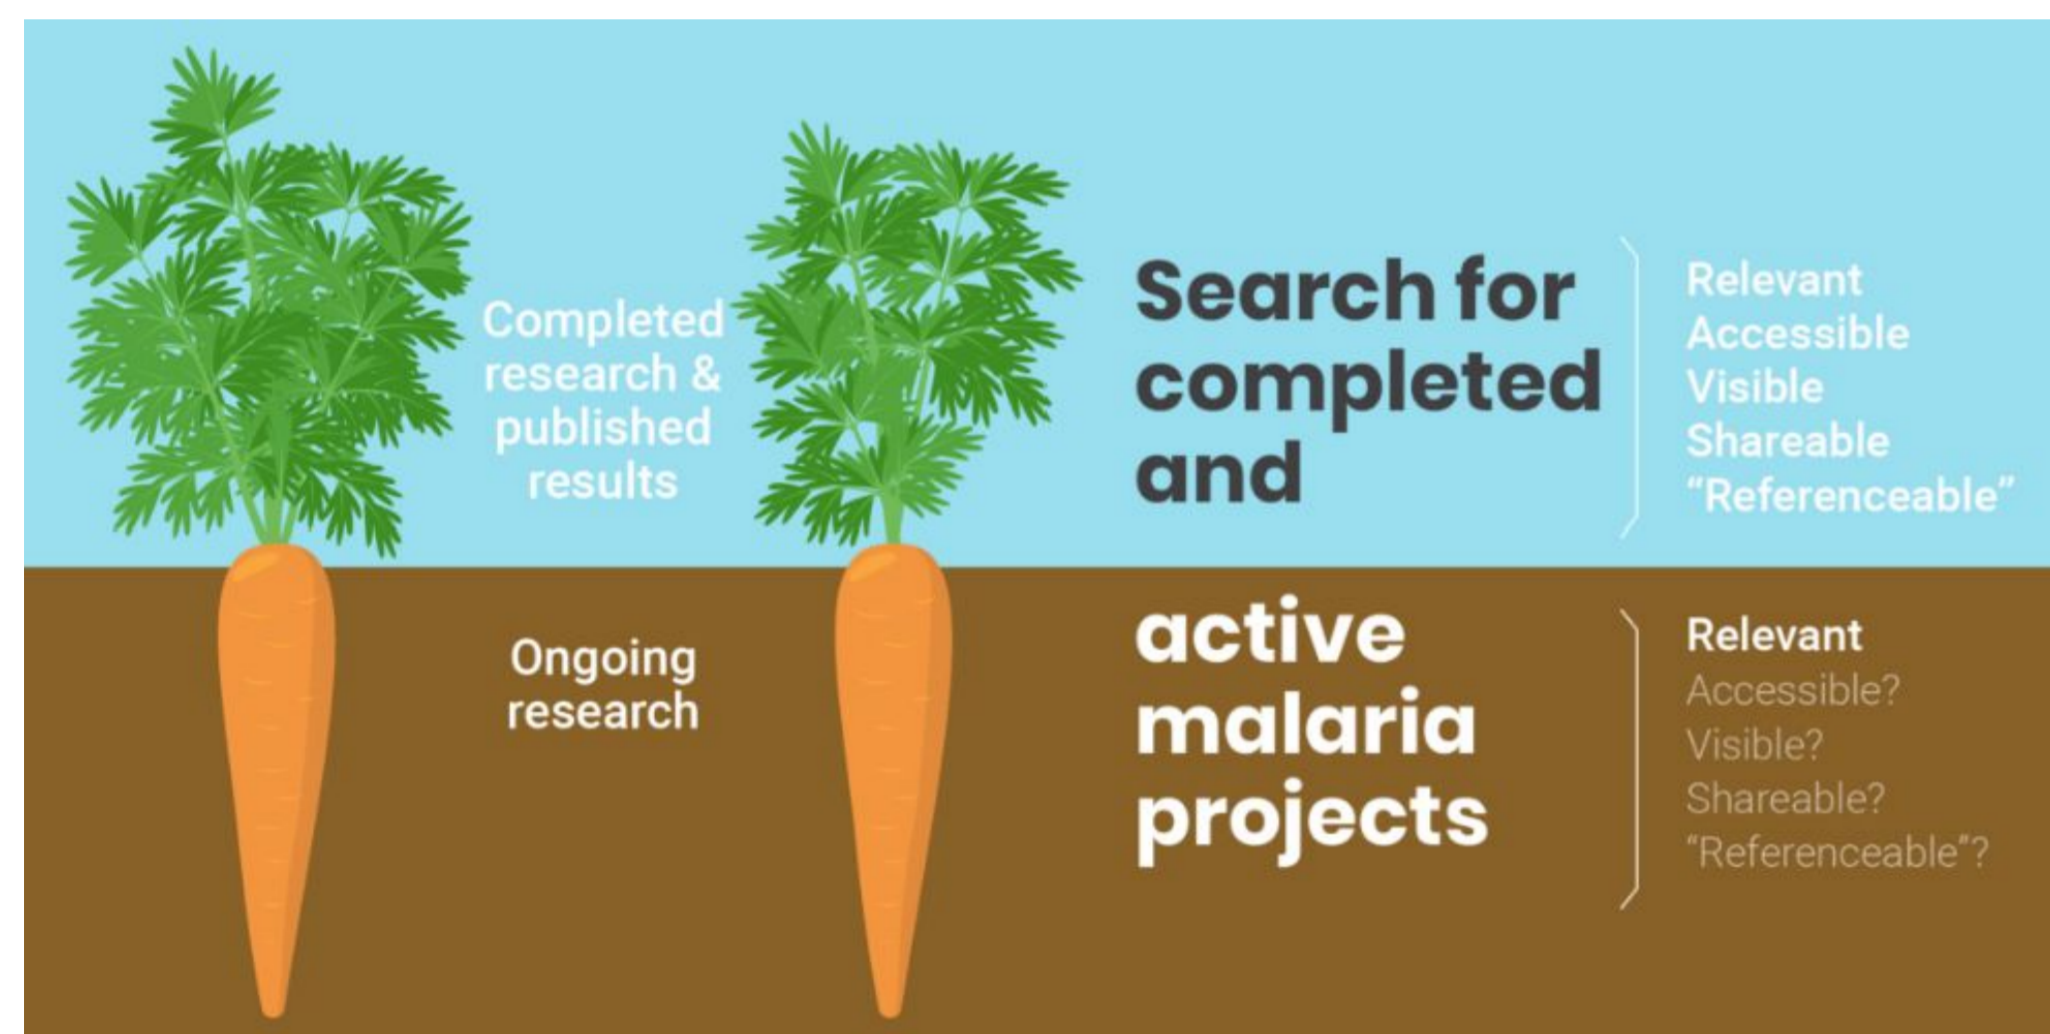 Completed
research &
published
results
Search for
completed
and
Relevant
Accessible
Visible
Shareable
“Referenceable”
Ongoing
research
active
malaria
projects
Relevant
Accessible?
Visible?
Shareable?
“Referenceable”?